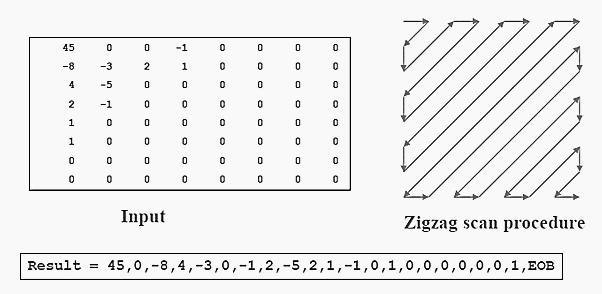 45 0 0 -1 0 0 0 0
-8 -3 2 1 0 0 0 0
4 -5 0 0 0 0 0 0
2 -1 0 0 0 0 0 0
1 0 0 0 0 0 0 0
1 0 0 0 0 0 0 0
0 0 0 0 0 0 0 0
0 0 0 0 0 0 0 0
Input
Zigzag scan procedure
Result = 45,0,-8,4,-3,0,-1,2,-5,2,1,-1,0,1,0,0,0,0,0,0,1,EOB